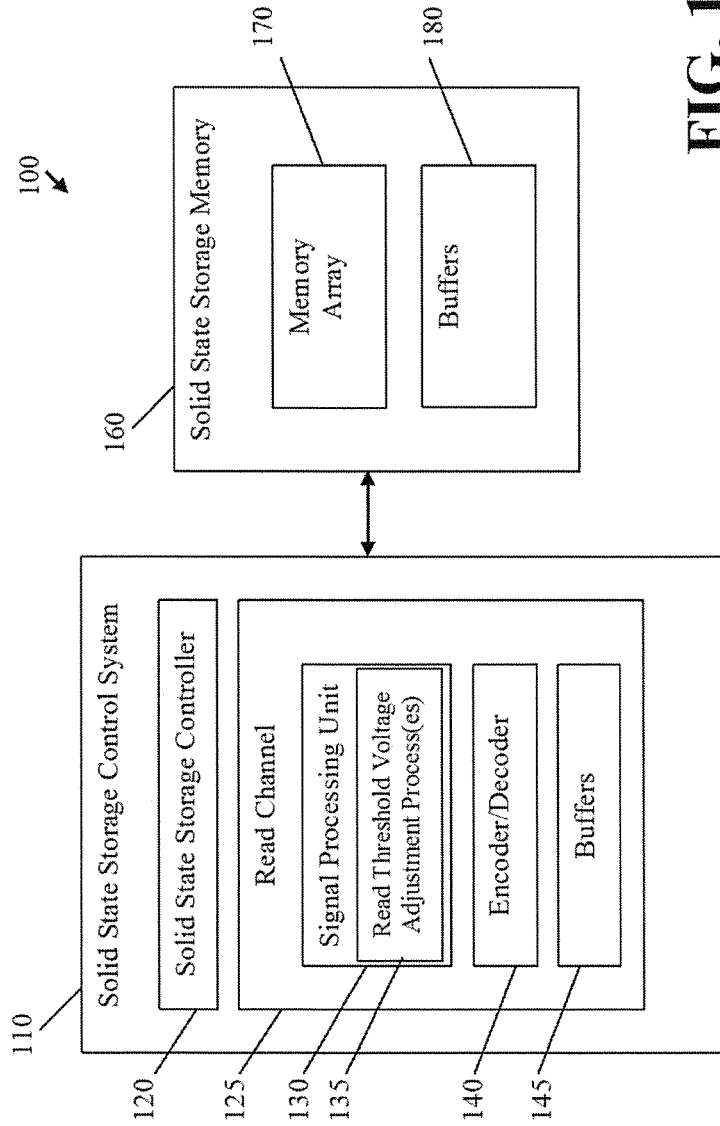 100
110
Solid State Storage Control System
120
Solid State Storage Controller
125
Read Channel
130
Signal Processing Unit
135
Read Threshold Voltage
Adjustment Process(es)
140
Encoder/Decoder
145
Buffers
160
Solid State Storage Memory
170
Memory
Array
180
Buffers
FIG. 1